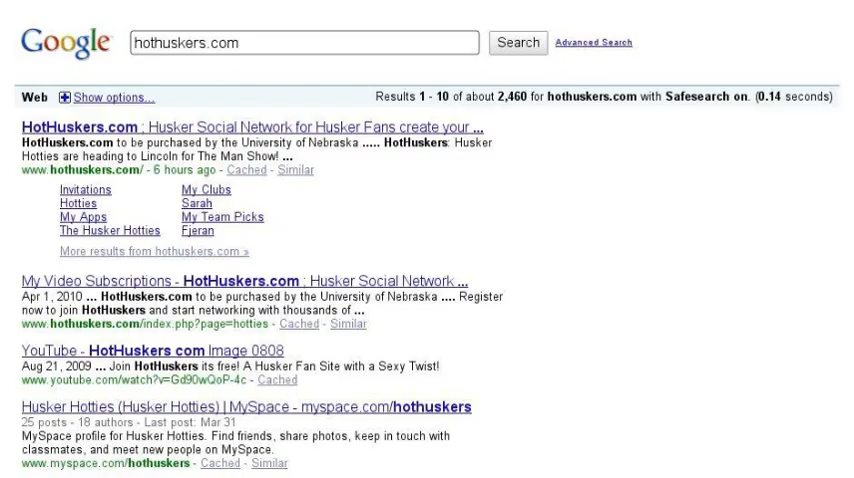 Google hothuskers.com Search Advanced Search
Web Show options... Results 1 - 10 of about 2,460 for hothuskers.com with Safesearch on. (0.14 seconds)
HotHuskers.com ; Husker Social Network for Husker Fans create your ...
HotHuskers.com to be purchased by the University of Nebraska ..... HotHuskers: Husker
Hotties are heading to Lincoln for The Man Show! ...
www.hothuskers.com/ - 6 hours ago - Cached - Similar
Invitations My Clubs
Hotties Sarah
My Apps My Team Picks
The Husker Hotties Fjeran
More results from hothuskers.com »
My Video Subscriptions - HotHuskers.com ; Husker Social Network ...
Apr 1, 2010 ... HotHuskers.com to be purchased by the University of Nebraska .... Register
now to join HotHuskers and start networking with thousands of ...
www.hothuskers.com/index.php?page=hotties - Cached - Similar
YouTube - HotHuskers com Image 0808
Aug 21, 2009 ... Join HotHuskers its free! A Husker Fan Site with a Sexy Twist!
www.youtube.com/watch?v=Gd90wQoP-4c - Cached
Husker Hotties (Husker Hotties) | MySpace - myspace.com/hothuskers
25 posts - 18 authors - Last post: Mar 31
MySpace profile for Husker Hotties. Find friends, share photos, keep in touch with
classmates, and meet new people on MySpace.
www.myspace.com/hothuskers - Cached - Similar